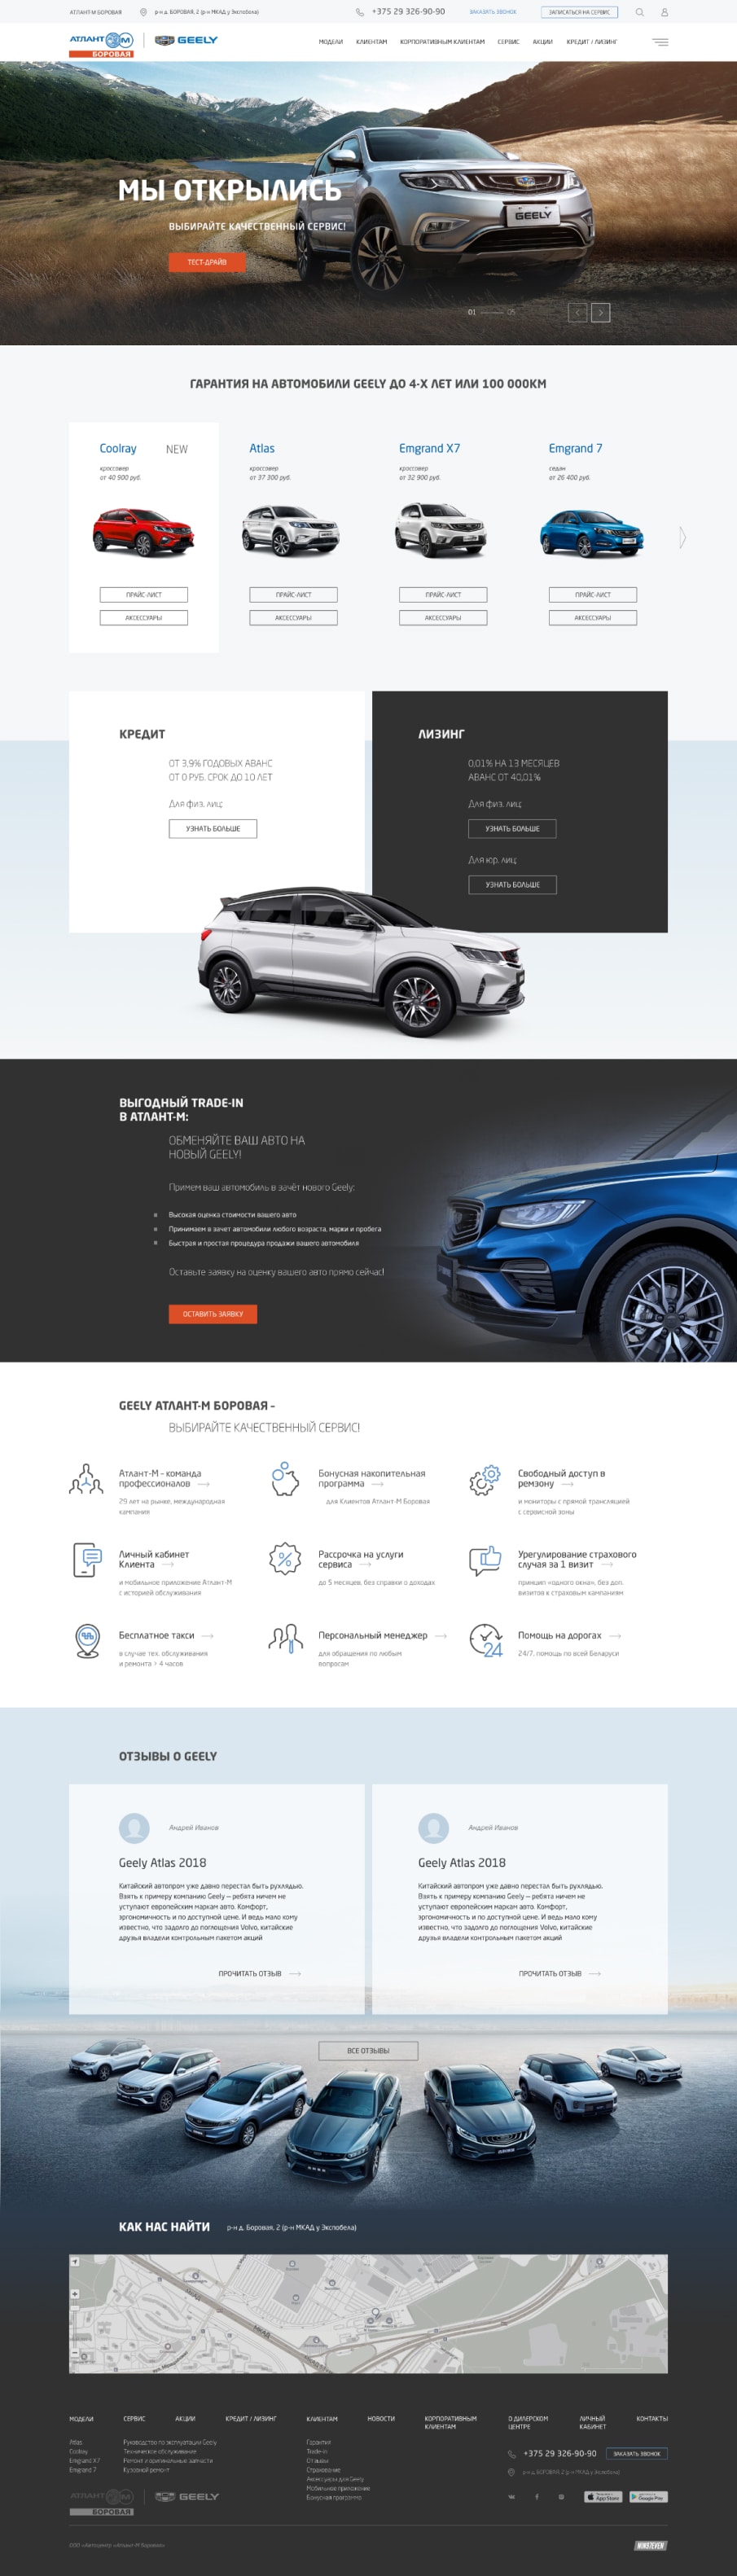 АТЛАНТ-М БОРОВАЯ
р-н д. БОРОВАЯ, 2 (р-н МКАД у Экспобела)
+375 29 326-90-90
ЗАКАЗАТЬ ЗВОНОК
ЗАПИСАТЬСЯ НА СЕРВИС
АТЛАНТ М
БОРОВАЯ
GEELY
МОДЕЛИ
КЛИЕНТАМ
КОРПОРАТИВНЫМ КЛИЕНТАМ
СЕРВИС
АКЦИИ
КРЕДИТ / ЛИЗИНГ
МЫ ОТКРЫЛИСЬ
ВЫБИРАЙТЕ КАЧЕСТВЕННЫЙ СЕРВИС!
ТЕСТ-ДРАЙВ
GEELY
01
05
ГАРАНТИЯ НА АВТОМОБИЛИ GEELY ДО 4-Х ЛЕТ ИЛИ 100 000КМ
Coolray
NEW
кроссовер
от 40 900 руб.
ПРАЙС-ЛИСТ
АКСЕССУАРЫ
Atlas
кроссовер
от 37 300 руб.
ПРАЙС-ЛИСТ
АКСЕССУАРЫ
Emgrand X7
кроссовер
от 32 900 руб.
ПРАЙС-ЛИСТ
АКСЕССУАРЫ
Emgrand 7
седан
от 26 400 руб.
ПРАЙС-ЛИСТ
АКСЕССУАРЫ
КРЕДИТ
ОТ 3,9% ГОДОВЫХ АВАНС
ОТ 0 РУБ. СРОК ДО 10 ЛЕТ
Для физ. лиц:
УЗНАТЬ БОЛЬШЕ
ЛИЗИНГ
0,01% НА 13 МЕСЯЦЕВ
АВАНС ОТ 40,01%
Для физ. лиц:
УЗНАТЬ БОЛЬШЕ
Для юр. лиц:
УЗНАТЬ БОЛЬШЕ
ВЫГОДНЫЙ TRADE-IN
В АТЛАНТ-М:
ОБМЕНЯЙТЕ ВАШ АВТО НА
НОВЫЙ GEELY!
Примем ваш автомобиль в зачёт нового Geely:
Высокая оценка стоимости вашего авто
Принимаем в зачет автомобили любого возраста, марки и пробега
Быстрая и простая процедура продажи вашего автомобиля
Оставьте заявку на оценку вашего авто прямо сейчас!
ОСТАВИТЬ ЗАЯВКУ
GEELY АТЛАНТ-М БОРОВАЯ –
ВЫБИРАЙТЕ КАЧЕСТВЕННЫЙ СЕРВИС!
Атлант-М – команда
профессионалов
29 лет на рынке, международная
кампания
Бонусная накопительная
программа
для Клиентов Атлант-М Боровая
Свободный доступ в
ремзону
и мониторы с прямой трансляцией
с сервисной зоны
Личный кабинет
Клиента
и мобильное приложение Атлант-М
с историей обслуживания
Рассрочка на услуги
сервиса
до 5 месяцев, без справки о доходах
Урегулирование страхового
случая за 1 визит
принцип «одного окна», без доп.
визитов к страховым кампаниям
Бесплатное такси
в случае тех. обслуживания
и ремонта > 4 часов
Персональный менеджер
для обращения по любым
вопросам
24
Помощь на дорогах
24/7, помощь по всей Беларуси
ОТЗЫВЫ О GEELY
Андрей Иванов
Geely Atlas 2018
Китайский автопром уже давно перестал быть рухлядью.
Взять к примеру компанию Geely — ребята ничем не
уступают европейским маркам авто. Комфорт,
эргономичность и по доступной цене. И ведь мало кому
известно, что задолго до поглощения Volvo, китайские
друзья владели контрольным пакетом акций
ПРОЧИТАТЬ ОТЗЫВ
Андрей Иванов
Geely Atlas 2018
Китайский автопром уже давно перестал быть рухлядью.
Взять к примеру компанию Geely — ребята ничем не
уступают европейским маркам авто. Комфорт,
эргономичность и по доступной цене. И ведь мало кому
известно, что задолго до поглощения Volvo, китайские
друзья владели контрольным пакетом акций
ПРОЧИТАТЬ ОТЗЫВ
ВСЕ ОТЗЫВЫ
КАК НАС НАЙТИ
р-н д. Боровая, 2 (р-н МКАД у Экспобела)
МКАД
МКАД
МОДЕЛИ
СЕРВИС
АКЦИИ
КРЕДИТ / ЛИЗИНГ
КЛИЕНТАМ
НОВОСТИ
КОРПОРАТИВНЫМ
КЛИЕНТАМ
О ДИЛЕРСКОМ
ЦЕНТРЕ
ЛИЧНЫЙ
КАБИНЕТ
КОНТАКТЫ
Atlas
Coolray
Emgrand X7
Emgrand 7
Руководство по эксплуатации Geely
Техническое обслуживание
Ремонт и оригинальные запчасти
Кузовной ремонт
Гарантия
Trade-in
Отзывы
Страхование
Аксессуары для Geely
Мобильное приложение
Бонусная программа
+375 29 326-90-90
ЗАКАЗАТЬ ЗВОНОК
р-н д. БОРОВАЯ, 2 (р-н МКАД у Экспобела)
АТЛАНТ М
БОРОВАЯ
GEELY
App Store
Google Play
ООО «Автоцентр «Атлант-М Боровая»
NINESEVEN